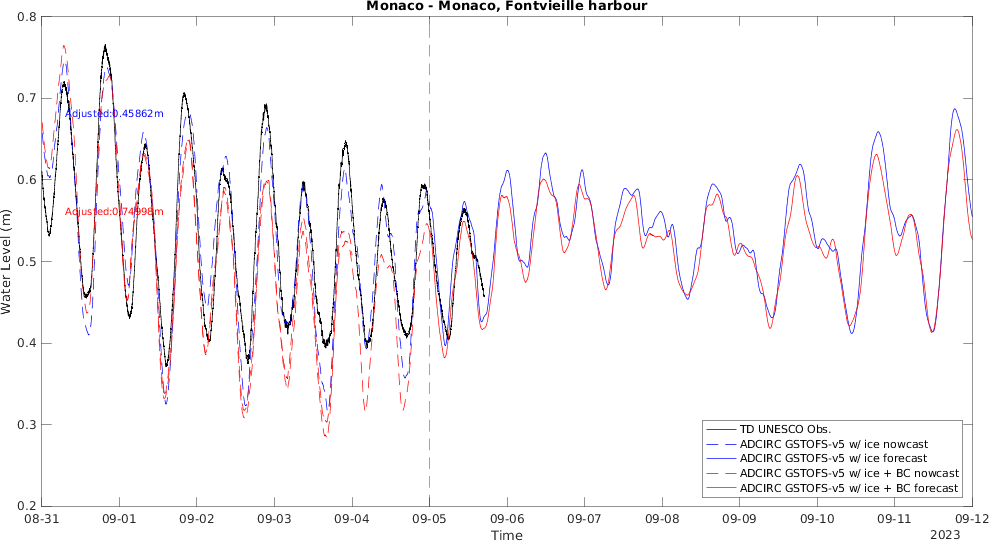 Monaco - Monaco, Fontvieille harbour
0.8
0.7
0.6
0.5
0.4
0.3
0.2
Water Level (m)
Adjusted:0.45862m
TD UNESCO Obs.
ADCIRC GSTOFS-v5 w/ ice nowcast
ADCIRC GSTOFS-v5 w/ ice forecast
ADCIRC GSTOFS-v5 w/ ice + BC nowcast
ADCIRC GSTOFS-v5 w/ ice + BC forecast
08-31 09-01 09-02 09-03 09-04 09-05 09-06 09-07 09-08 09-09 09-10 09-11 09-12
Time
2023